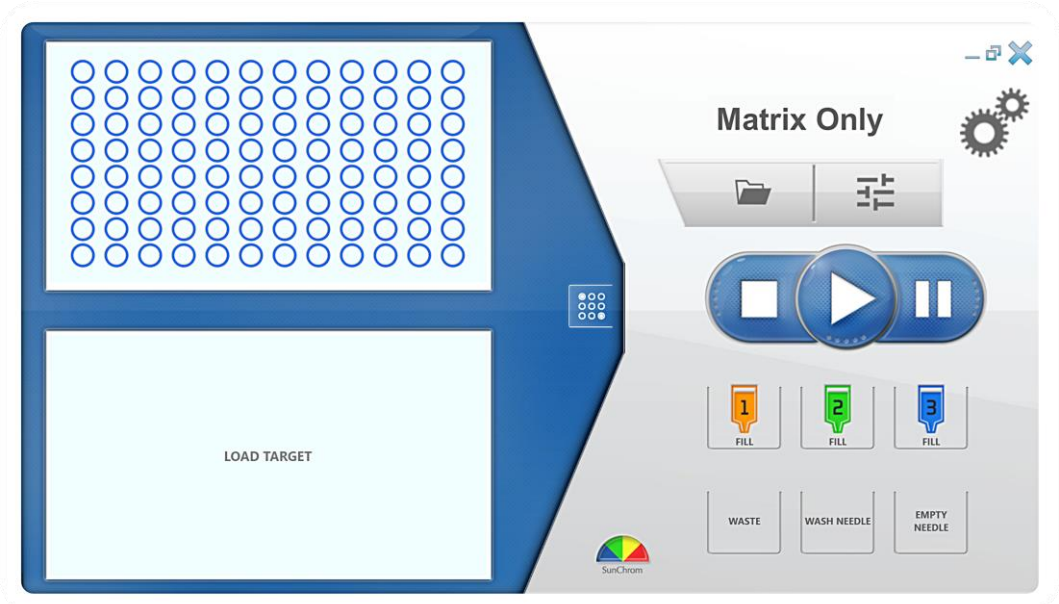 Matrix Only
1
2
3
FILL
FILL
FILL
LOAD TARGET
WASTE
WASH NEEDLE
EMPTY
NEEDLE
SunChrom